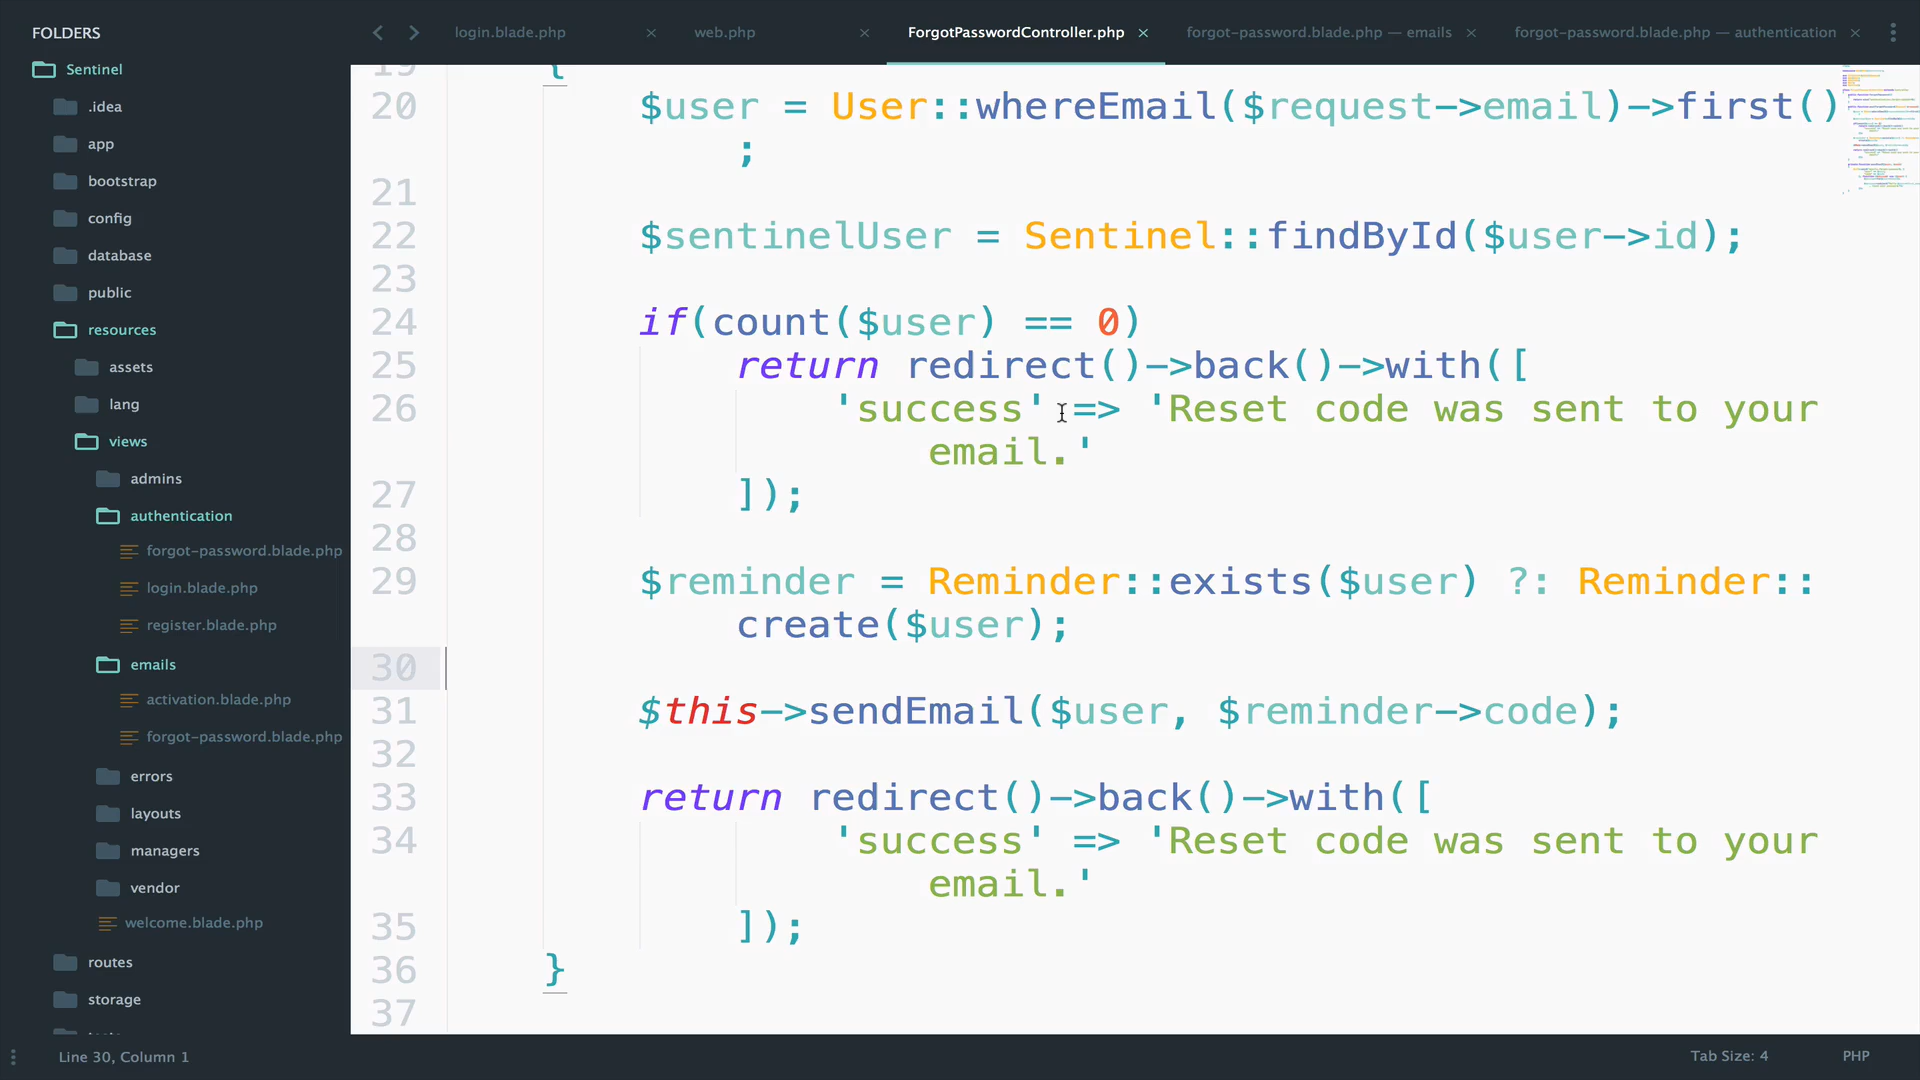 FOLDERS
Sentinel
.idea
app
bootstrap
config
database
public
resources
assets
lang
views
admins
authentication
forgot-password.blade.php
login.blade.php
register.blade.php
emails
activation.blade.php
forgot-password.blade.php
errors
layouts
managers
vendor
welcome.blade.php
routes
storage
login.blade.php
web.php
ForgotPasswordController.php
forgot-password.blade.php — emails
forgot-password.blade.php — authentication
19 {
20 $user = User::whereEmail($request->email)->first()
;
21
22 $sentinelUser = Sentinel::findById($user->id);
23
24 if(count($user) == 0)
25 return redirect()->back()->with([
26 'success' => 'Reset code was sent to your
email.'
27 ]);
28
29 $reminder = Reminder::exists($user) ?: Reminder::
create($user);
30
31 $this->sendEmail($user, $reminder->code);
32
33 return redirect()->back()->with([
34 'success' => 'Reset code was sent to your
email.'
35 ]);
36 }
37
Line 30, Column 1
Tab Size: 4
PHP